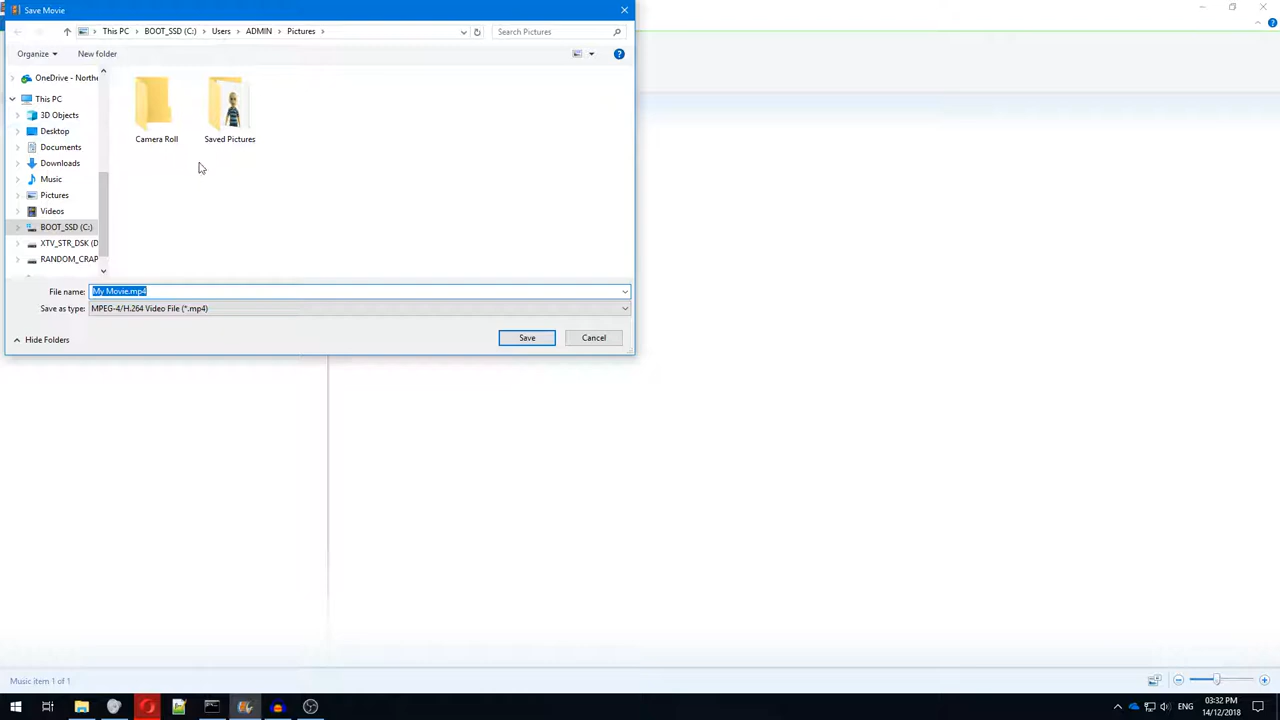 Save Movie
This PC > BOOT_SSD (C:) > Users > ADMIN > Pictures >
Search Pictures
Organize
New folder
OneDrive - Northe
This PC
3D Objects
Desktop
Documents
Downloads
Music
Pictures
Videos
BOOT_SSD (C:)
XTV_STR_DSK (D
RANDOM_CRAP
Camera Roll
Saved Pictures
File name: My Movie.mp4
Save as type: MPEG-4/H.264 Video File (*.mp4)
Hide Folders
Save
Cancel
Music item 1 of 1
ENG
03:32 PM
14/12/2018